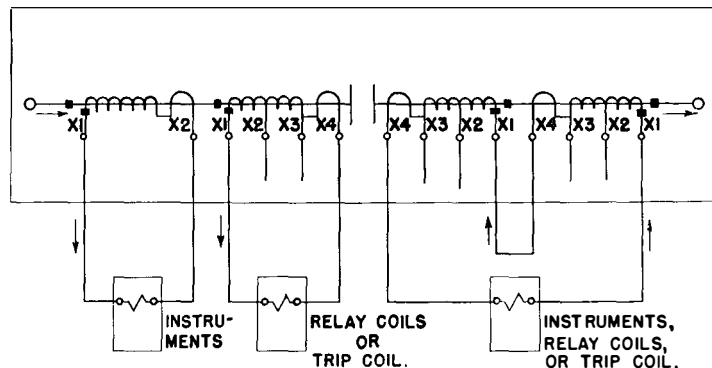 X1 X2 X1 X2 X3 X4 X4 X3 X2 X1 X4 X3 X2 X1
INSTRU-
MENTS
RELAY COILS
OR
TRIP COIL.
INSTRUMENTS,
RELAY COILS,
OR TRIP COIL.